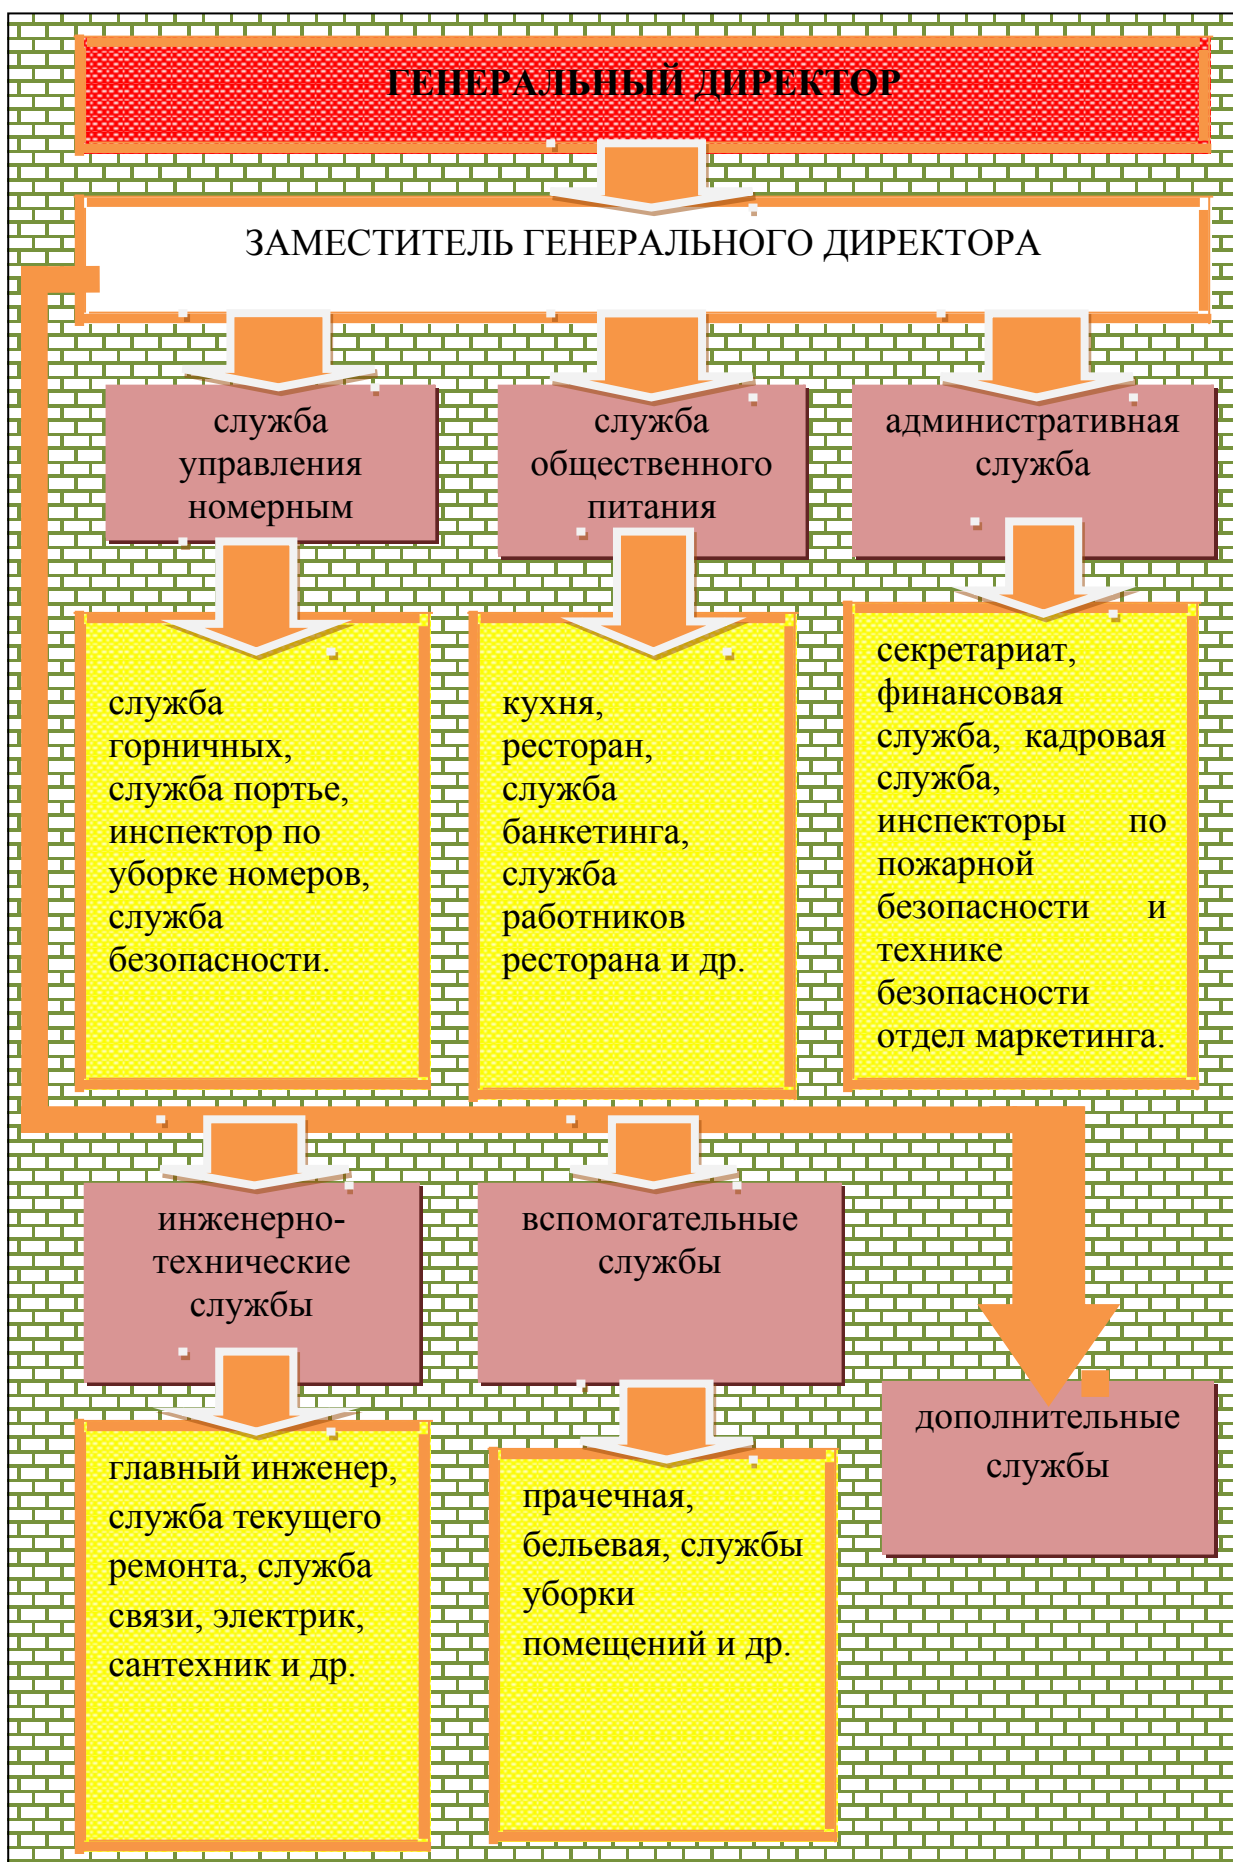 ГЕНЕРАЛЬНЫЙ ДИРЕКТОР
ЗАМЕСТИТЕЛЬ ГЕНЕРАЛЬНОГО ДИРЕКТОРА
служба
управления
номерным
служба
общественного
питания
административная
служба
служба
горничных,
служба портье,
инспектор по
уборке номеров,
служба
безопасности.
кухня,
ресторан,
служба
банкетинга,
служба
работников
ресторана и др.
секретариат,
финансовая
служба, кадровая
служба,
инспекторы по
пожарной
безопасности и
технике
безопасности
отдел маркетинга.
инженерно-
технические
службы
вспомогательные
службы
дополнительные
службы
главный инженер,
служба текущего
ремонта, служба
связи, электрик,
сантехник и др.
прачечная,
бельевая, службы
уборки
помещений и др.